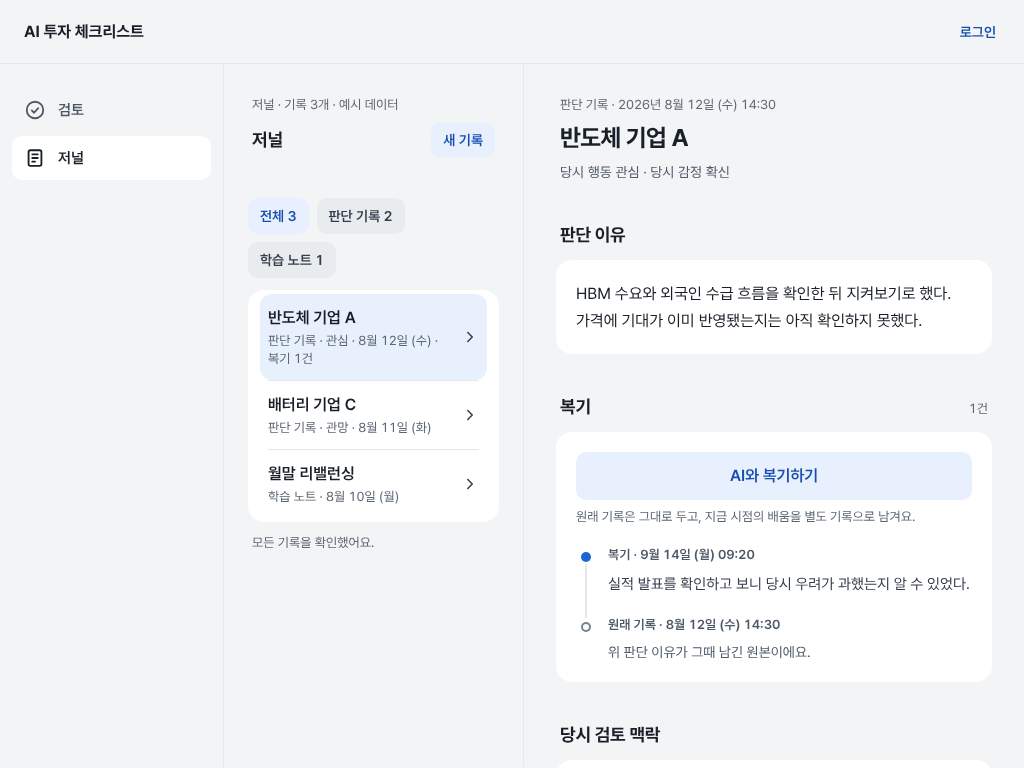 AI 투자 체크리스트
로그인
검토
저널
저널 · 기록 3개 · 예시 데이터
저널
새 기록
전체 3
판단 기록 2
학습 노트 1
반도체 기업 A
판단 기록 · 관심 · 8월 12일 (수) ·
복기 1건
배터리 기업 C
판단 기록 · 관망 · 8월 11일 (화)
월말 리밸런싱
학습 노트 · 8월 10일 (월)
모든 기록을 확인했어요.
판단 기록 · 2026년 8월 12일 (수) 14:30
반도체 기업 A
당시 행동 관심 · 당시 감정 확신
판단 이유
HBM 수요와 외국인 수급 흐름을 확인한 뒤 지켜보기로 했다.
가격에 기대가 이미 반영됐는지는 아직 확인하지 못했다.
복기
1건
AI와 복기하기
원래 기록은 그대로 두고, 지금 시점의 배움을 별도 기록으로 남겨요.
복기 · 9월 14일 (월) 09:20
실적 발표를 확인하고 보니 당시 우려가 과했는지 알 수 있었다.
원래 기록 · 8월 12일 (수) 14:30
위 판단 이유가 그때 남긴 원본이에요.
당시 검토 맥락